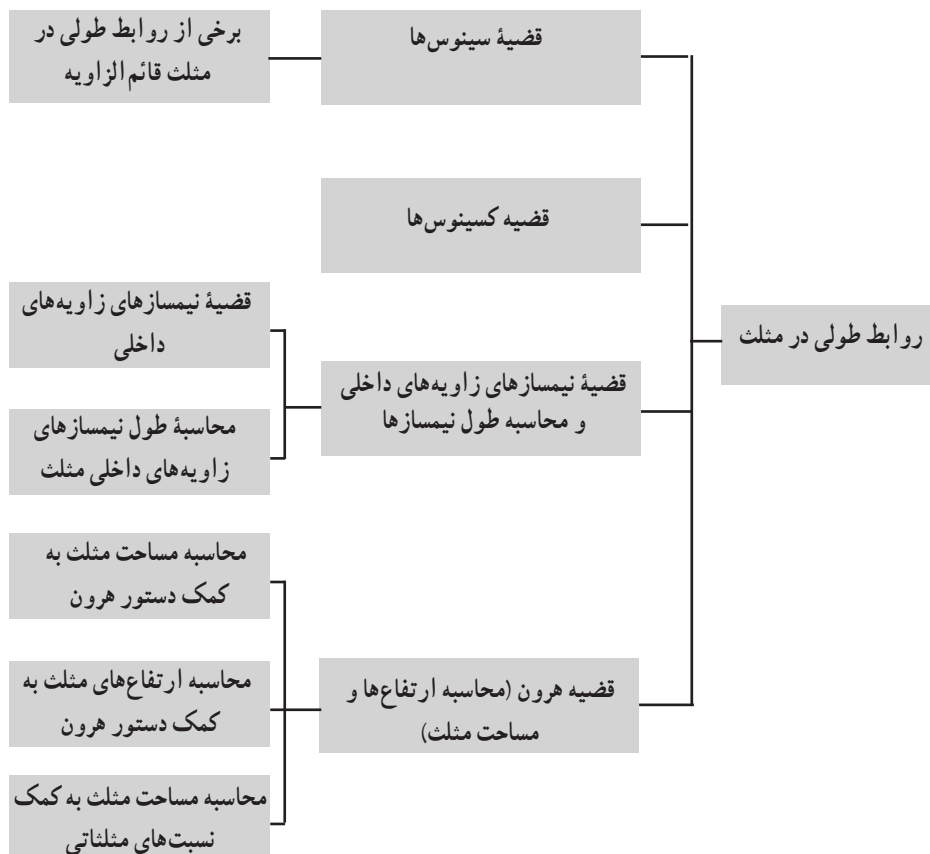 روابط طولی در مثلث
قضیهٔ سینوس‌ها
برخی از روابط طولی در
مثلث قائم الزاویه
قضیه کسینوس‌ها
قضیهٔ نیمسازهای زاویه‌های داخلی
و محاسبه طول نیمسازها
قضیهٔ نیمسازهای زاویه‌های
داخلی
محاسبهٔ طول نیمسازهای
زاویه‌های داخلی مثلث
قضیه هرون (محاسبه ارتفاع‌ها و
مساحت مثلث)
محاسبه مساحت مثلث به
کمک دستور هرون
محاسبه ارتفاع‌های مثلث به
کمک دستور هرون
محاسبه مساحت مثلث به کمک
نسبت‌های مثلثاتی